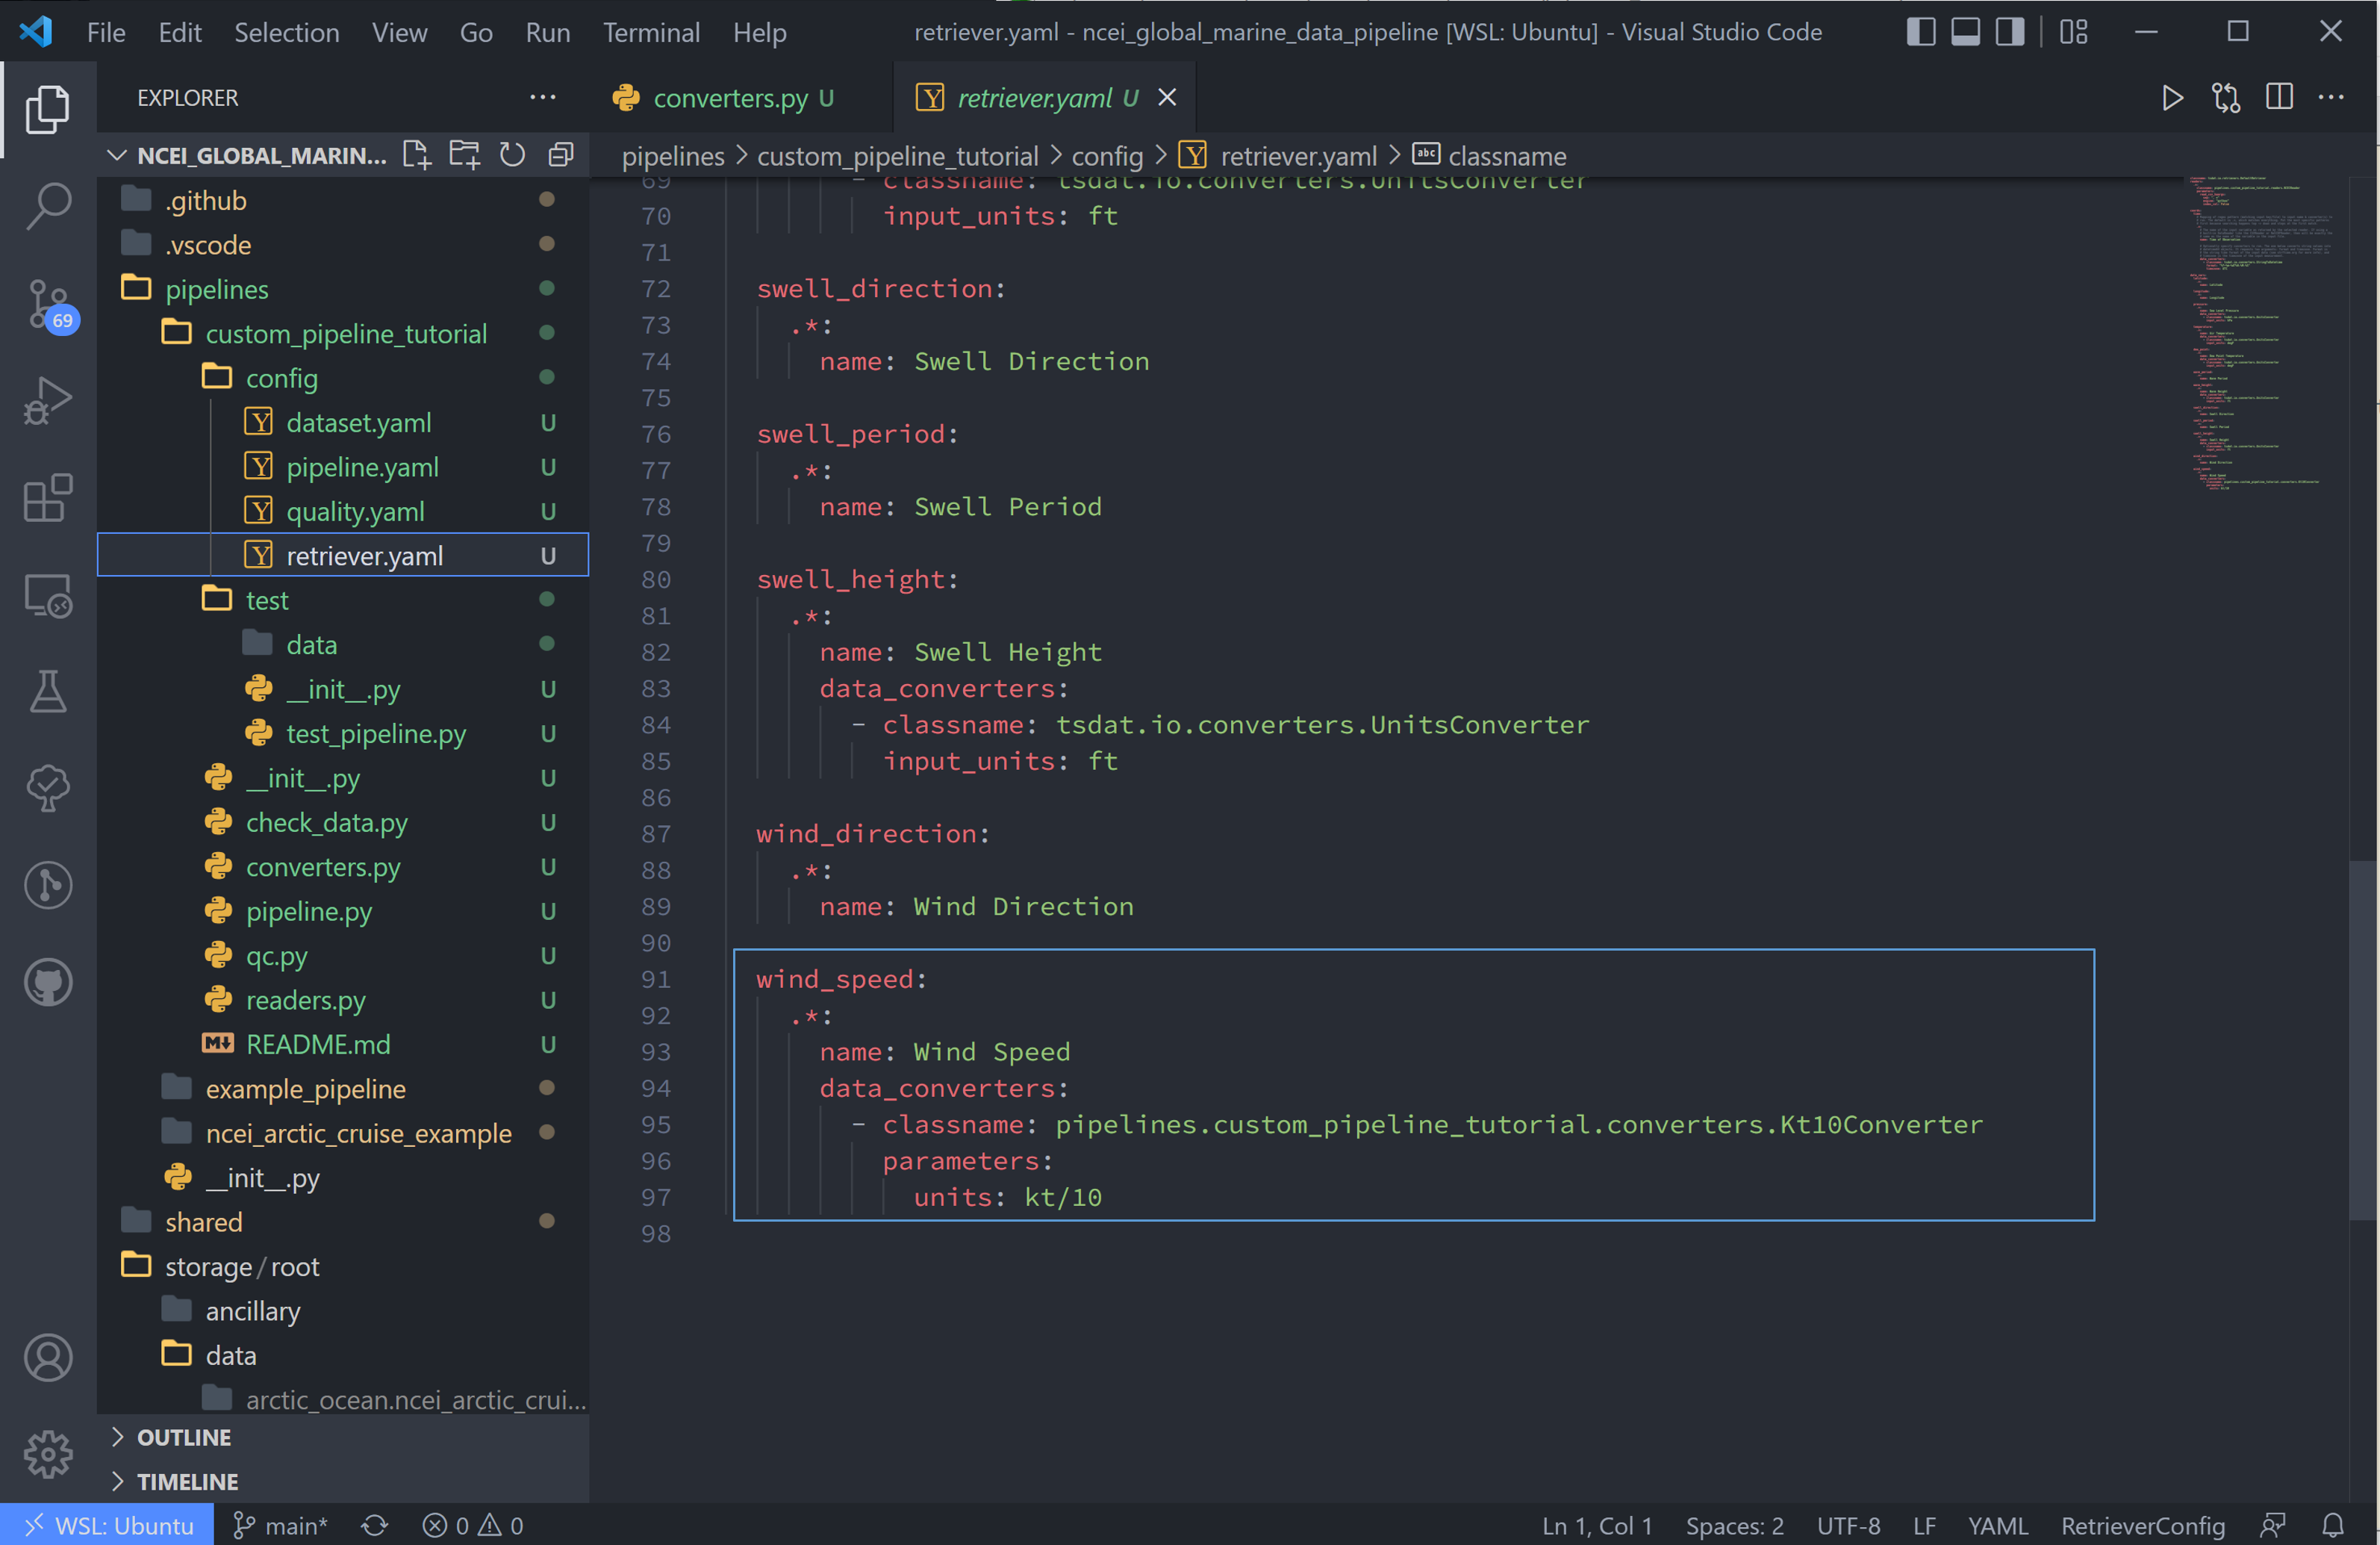 File Edit Selection View Go Run Terminal Help retriever.yaml - ncei_global_marine_data_pipeline [WSL: Ubuntu] - Visual Studio Code
EXPLORER
NCEI_GLOBAL_MARIN...
.github
.vscode
pipelines
custom_pipeline_tutorial
config
dataset.yaml U
pipeline.yaml U
quality.yaml U
retriever.yaml U
test
data
__init__.py U
test_pipeline.py U
__init__.py U
check_data.py U
converters.py U
pipeline.py U
qc.py U
readers.py U
README.md U
example_pipeline
ncei_arctic_cruise_example
__init__.py
shared
storage/root
ancillary
data
arctic_ocean.ncei_arctic_crui...
OUTLINE
TIMELINE
69
converters.py U retriever.yaml U
pipelines > custom_pipeline_tutorial > config > retriever.yaml > classname
69 - classname: tsdat.io.converters.UnitsConverter
70 input_units: ft
71
72 swell_direction:
73 .*:
74 name: Swell Direction
75
76 swell_period:
77 .*:
78 name: Swell Period
79
80 swell_height:
81 .*:
82 name: Swell Height
83 data_converters:
84 - classname: tsdat.io.converters.UnitsConverter
85 input_units: ft
86
87 wind_direction:
88 .*:
89 name: Wind Direction
90
91 wind_speed:
92 .*:
93 name: Wind Speed
94 data_converters:
95 - classname: pipelines.custom_pipeline_tutorial.converters.Kt10Converter
96 parameters:
97 units: kt/10
98
WSL: Ubuntu main* 0 0 Ln 1, Col 1 Spaces: 2 UTF-8 LF YAML RetrieverConfig